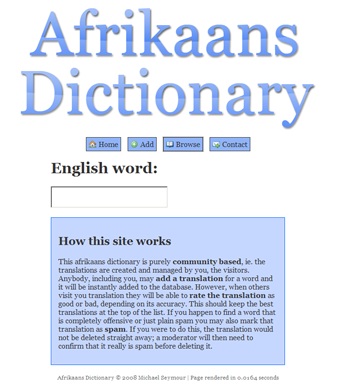 Afrikaans
Dictionary
Home
Add
Browse
Contact
English word:
How this site works
This afrikaans dictionary is purely community based, ie. the
translations are created and managed by you, the visitors.
Anybody, including you, may add a translation for a word and
it will be instantly added to the database. However, when others
visit you translation they will be able to rate the translation as
good or bad, depending on its accuracy. This should keep the best
translations at the top of the list. If you happen to find a word that
is completely offensive or just plain spam you may also mark that
translation as spam. If you were to do this, the translation would
not be deleted straight away; a moderator will then need to
confirm that it really is spam before deleting it.
Afrikaans Dictionary © 2008 Michael Seymour | Page rendered in 0.0164 seconds